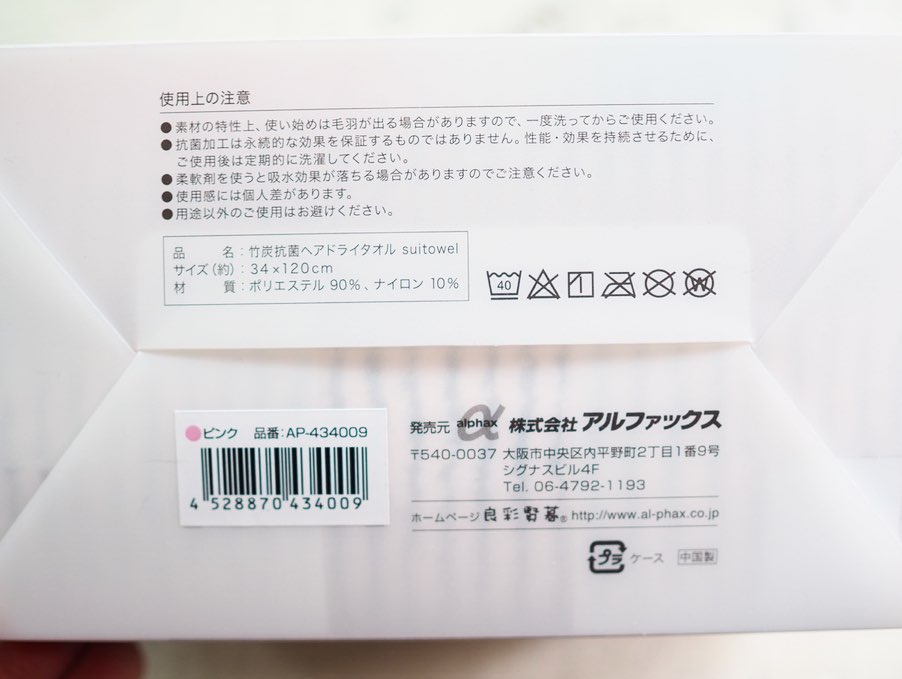 使用上の注意
●素材の特性上、使い始めは毛羽が出る場合がありますので、一度洗ってからご使用ください。
●抗菌加工は永続的な効果を保証するものではありません。性能・効果を持続させるために、
ご使用後は定期的に洗濯してください。
●柔軟剤を使うと吸水効果が落ちる場合がありますのでご注意ください。
●使用感には個人差があります。
●用途以外のご使用はお避けください。
品　　名：竹炭抗菌ヘアドライタオル suitowel
サイズ（約）：34×120cm
材　　質：ポリエステル 90%、ナイロン 10%
40
W
●ピンク　品番：AP-434009
4 528870 434009
発売元 alphax 株式会社 アルファックス
〒540-0037 大阪市中央区内平野町2丁目1番9号
シグナスビル4F
Tel. 06-4792-1193
ホームページ 良彩賢暮® http://www.al-phax.co.jp
プラ ケース 中国製